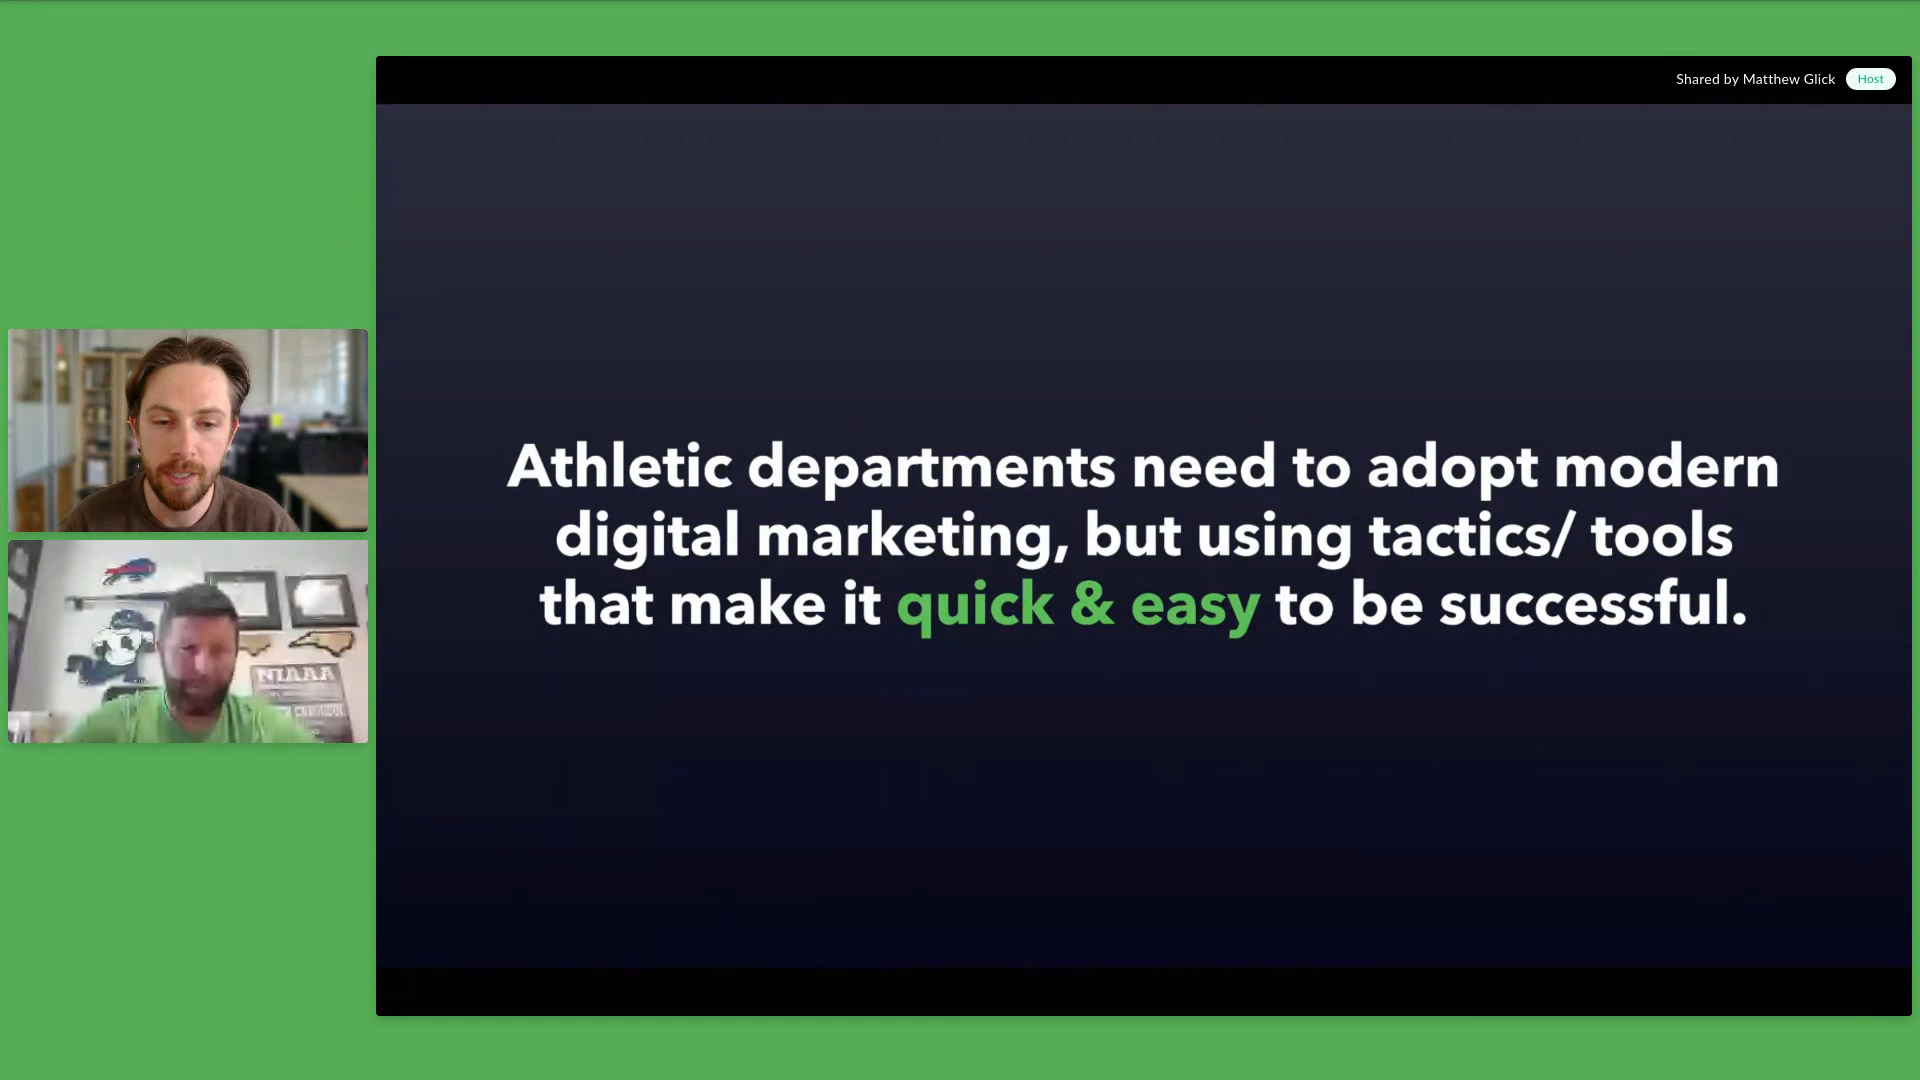 Shared by Matthew Glick Host
Athletic departments need to adopt modern
digital marketing, but using tactics/ tools
that make it quick & easy to be successful.
NIAAA